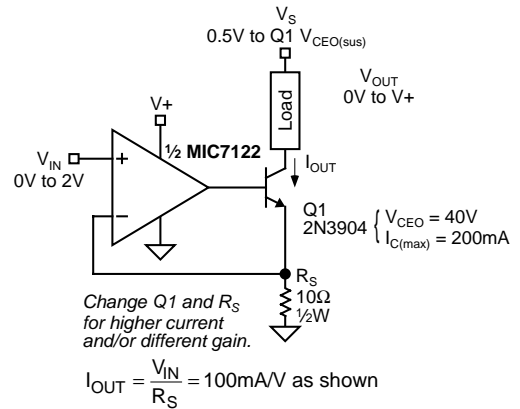 V_S
0.5V to Q1 V_CEO(sus)
V_OUT
0V to V+
Load
V+
½ MIC7122
V_IN
0V to 2V
+
−
I_OUT
Q1
2N3904 { V_CEO = 40V
I_C(max) = 200mA
R_S
10Ω
½W
Change Q1 and R_S
for higher current
and/or different gain.
I_OUT = V_IN / R_S = 100mA/V as shown